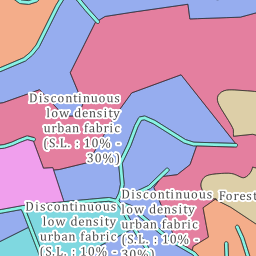 Discontinuous
low density
urban fabric
(S.L. : 10% -
30%)
Discontinuous
low density
urban fabric
(S.L. : 10% -
30%)
Forest
Discontinuous
low density
urban fabric
(S.L. : 10% -